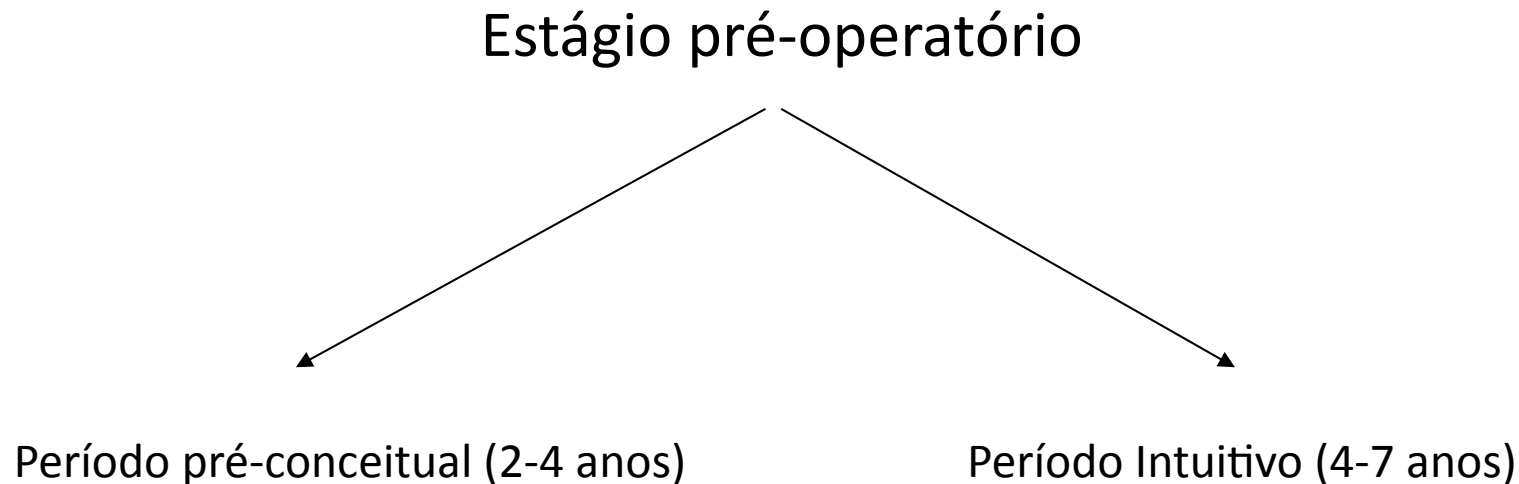 Estágio pré-operatório
Período pré-conceitual (2-4 anos)
Período Intuitivo (4-7 anos)